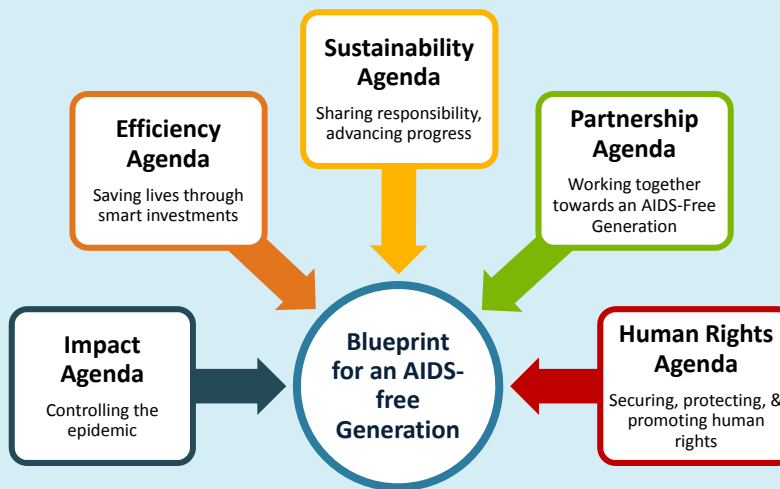 Sustainability
Agenda
Sharing responsibility,
advancing progress
Efficiency
Agenda
Saving lives through
smart investments
Partnership
Agenda
Working together
towards an AIDS-Free
Generation
Impact
Agenda
Controlling the
epidemic
Blueprint
for an AIDS-
free
Generation
Human Rights
Agenda
Securing, protecting, &
promoting human
rights